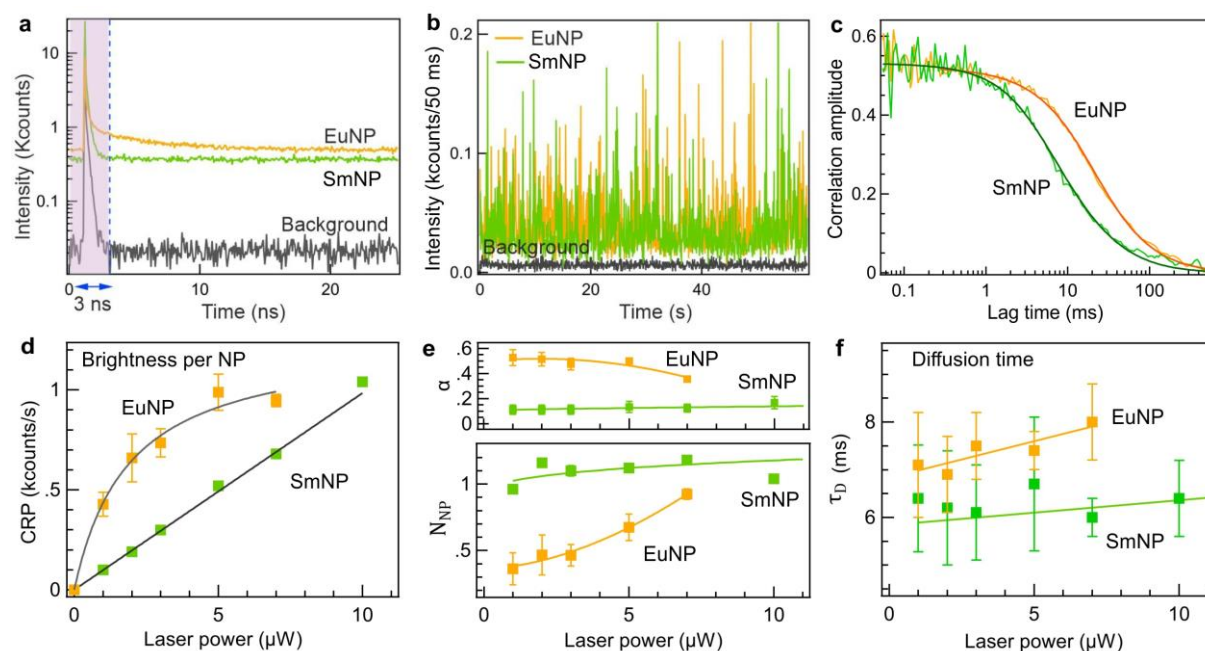 a
Intensity (Kcounts)
10
1
0.1
EuNP
SmNP
Background
0
10
20
3 ns
Time (ns)
b
Intensity (kcounts/50 ms)
0.2
0.1
0.0
EuNP
SmNP
Background
0
20
40
Time (s)
c
Correlation amplitude
0.6
0.4
0.2
0
EuNP
SmNP
0.1
1
10
100
Lag time (ms)
d
Brightness per NP
CRP (kcounts/s)
1
.5
0
EuNP
SmNP
0
5
10
Laser power (µW)
e
α
.6
.4
.2
0
EuNP
SmNP
N_NP
1
.5
SmNP
EuNP
0
5
10
Laser power (µW)
f
Diffusion time
τ_D (ms)
8
6
4
EuNP
SmNP
0
5
10
Laser power (µW)